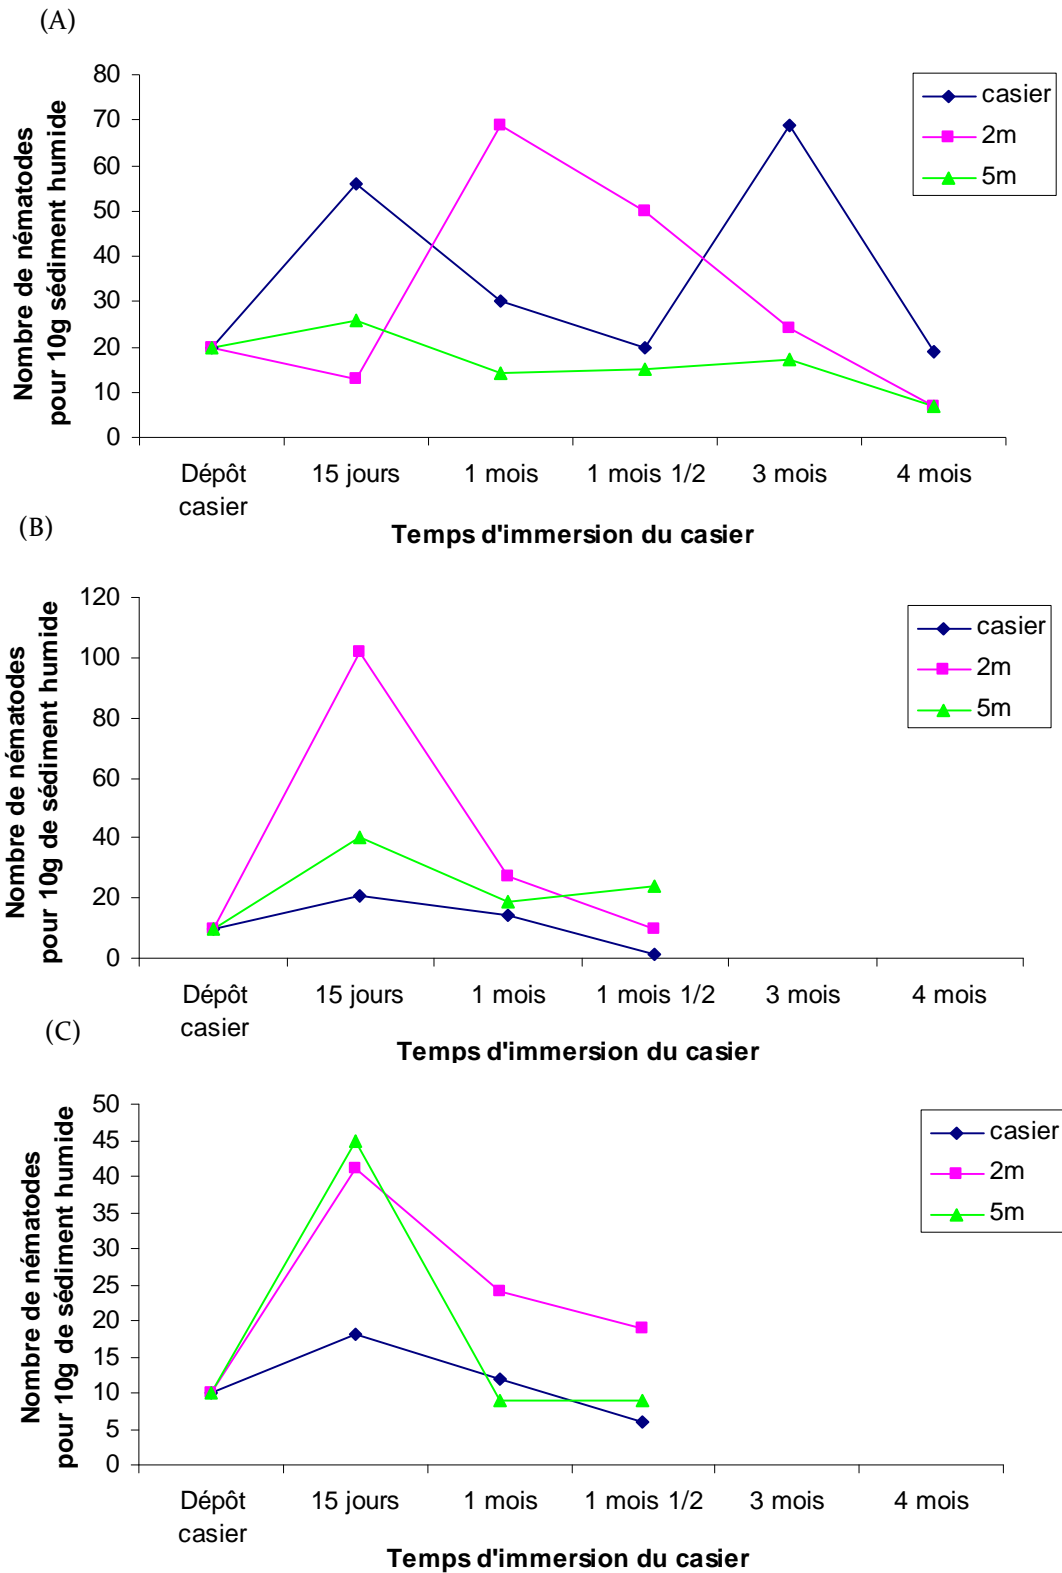 (A)
Nombre de nématodes
pour 10g sédiment humide
80
70
60
50
40
30
20
10
0
casier
2m
5m
Dépôt
casier
15 jours
1 mois
1 mois 1/2
3 mois
4 mois
Temps d'immersion du casier
(B)
Nombre de nématodes
pour 10g de sédiment humide
120
100
80
60
40
20
0
casier
2m
5m
Dépôt
casier
15 jours
1 mois
1 mois 1/2
3 mois
4 mois
Temps d'immersion du casier
(C)
Nombre de nématodes
pour 10g de sédiment humide
50
45
40
35
30
25
20
15
10
5
0
casier
2m
5m
Dépôt
casier
15 jours
1 mois
1 mois 1/2
3 mois
4 mois
Temps d'immersion du casier